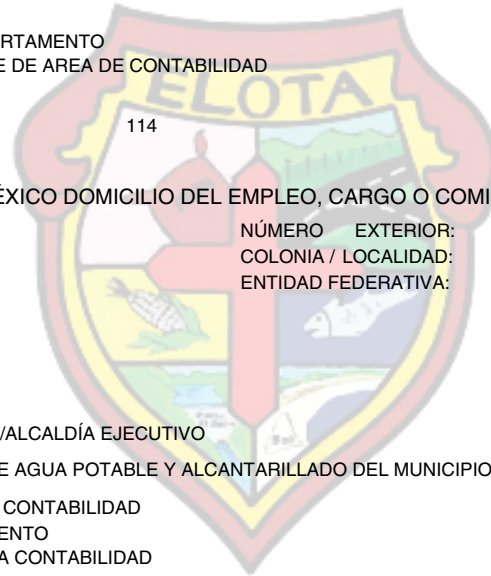 RTAMENTO
E DE AREA DE CONTABILIDAD
ELOTA
114
ÉXICO DOMICILIO DEL EMPLEO, CARGO O COMI
NÚMERO EXTERIOR:
COLONIA / LOCALIDAD:
ENTIDAD FEDERATIVA:
/ALCALDÍA EJECUTIVO
E AGUA POTABLE Y ALCANTARILLADO DEL MUNICIPIO
CONTABILIDAD
ENTO
A CONTABILIDAD